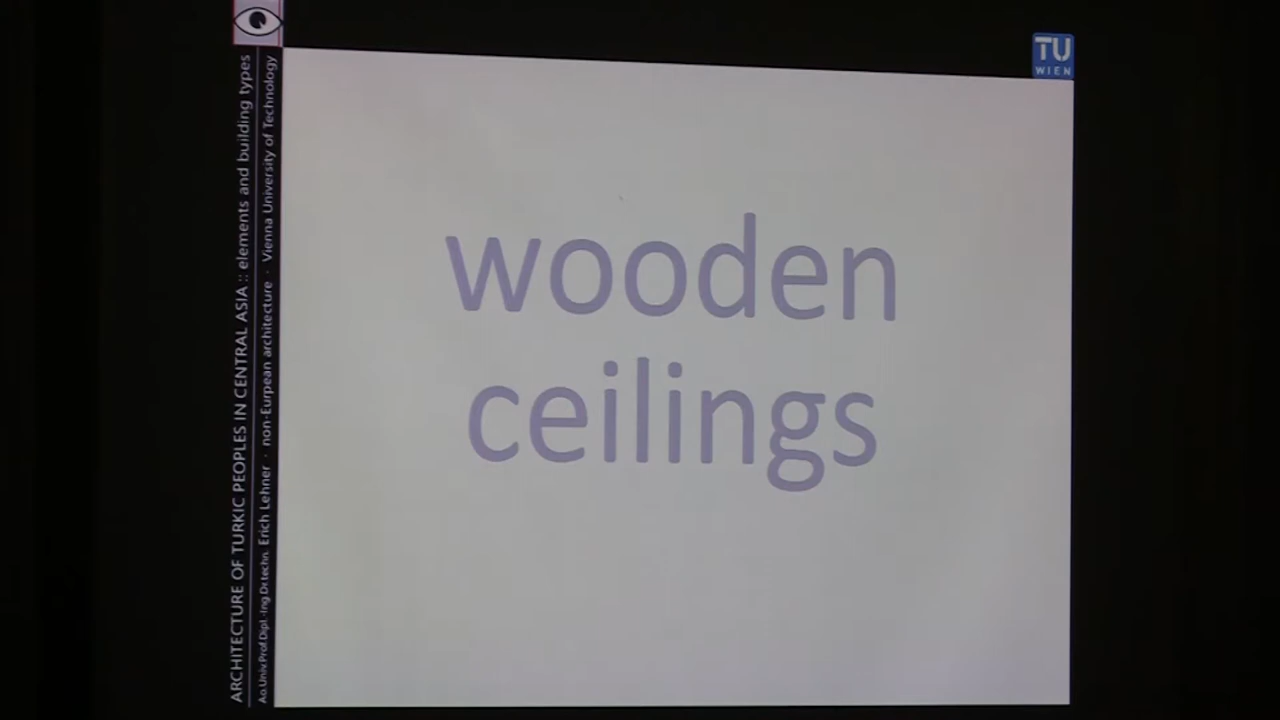 TU
WIEN
wooden
ceilings
ARCHITECTURE OF TURKIC PEOPLES IN CENTRAL ASIA :: elements and building types
Ao.Univ.Prof.Dipl.-Ing Dr.techn. Erich Lehner · non-Eurpean architecture · Vienna University of Technology